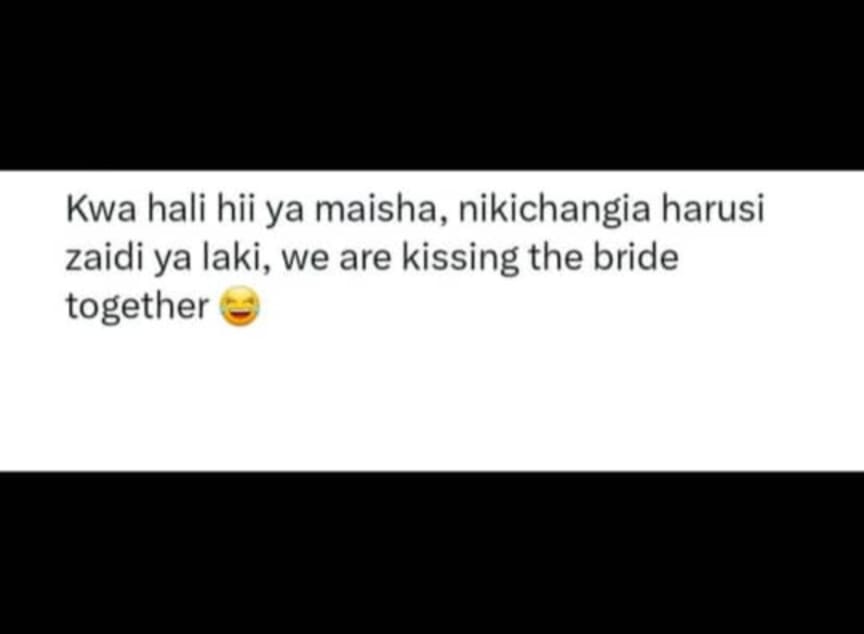 Kwa hali hii ya maisha, nikichangia harusi
zaidi ya laki, we are kissing the bride
together 😂